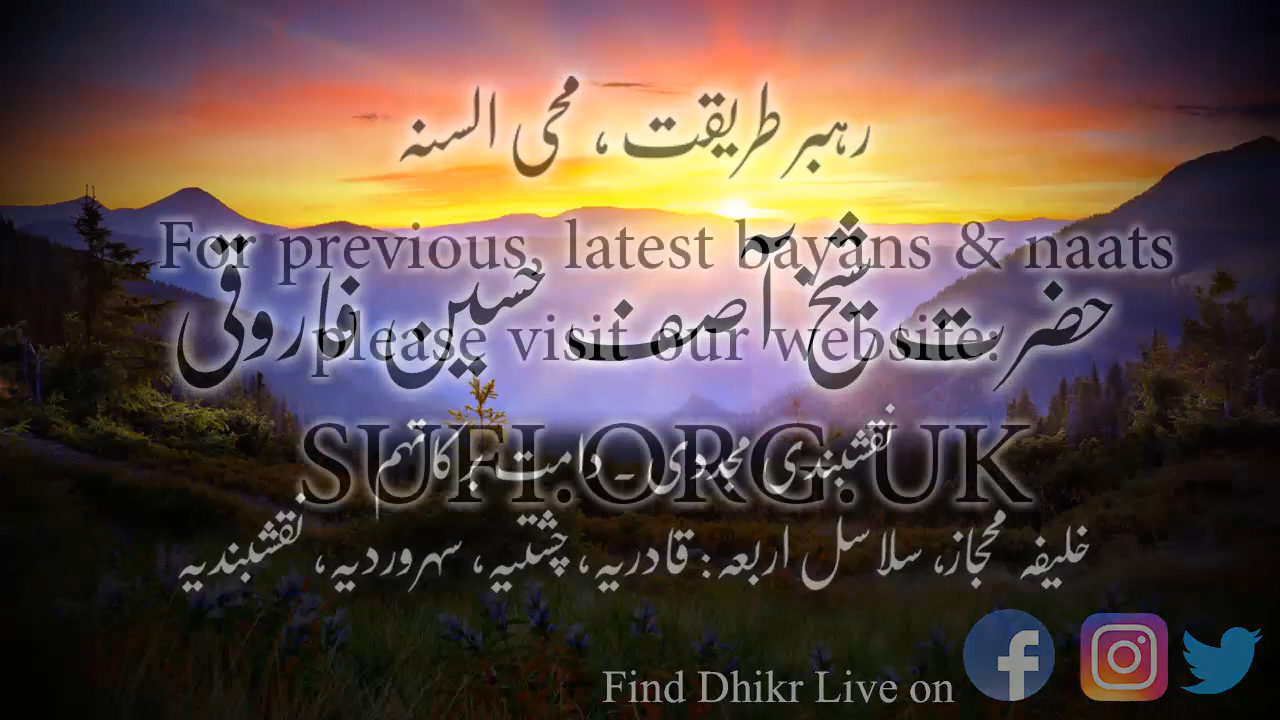 رہبر طریقت، محی السنہ
For previous, latest bayans & naats
حضرت شیخ آصف حسین فاروقی
please visit our website:
نقشبندی مجددی ۔ دامت برکاتہم
SUFI.ORG.UK
خلیفہ مجاز، سلاسل اربعہ: قادریہ، چشتیہ، سہروردیہ، نقشبندیہ
Find Dhikr Live on